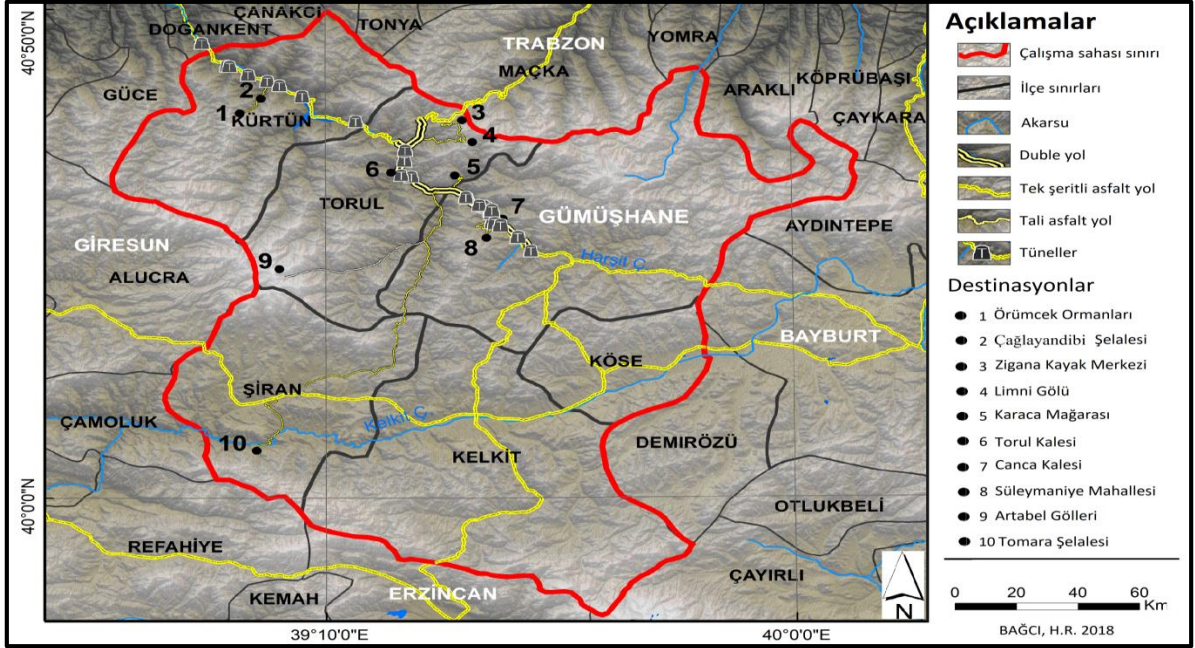 ÇANAKCİ
DOĞANKENT
TONYA
TRABZON
YOMRA
MAÇKA
ARAKLI
KÖPRÜBAŞI
GÜCE
ÇAYKARA
KÜRTÜN
1
2
3
4
5
6
7
8
9
10
TORUL
GÜMÜŞHANE
AYDINTEPE
GİRESUN
ALUCRA
Harşit Ç.
BAYBURT
KÖSE
ŞİRAN
Kelkit Ç.
ÇAMOLUK
DEMIRÖZÜ
KELKİT
OTLUKBELİ
REFAHİYE
ÇAYIRLI
ERZİNCAN
KEMAH
N
40°50'0"N
40°0'0"N
39°10'0"E
40°0'0"E
Açıklamalar
Çalışma sahası sınırı
İlçe sınırları
Akarsu
Duble yol
Tek şeritli asfalt yol
Tali asfalt yol
Tüneller
Destinasyonlar
1 Örümcek Ormanları
2 Çağlayandibi Şelalesi
3 Zigana Kayak Merkezi
4 Limni Gölü
5 Karaca Mağarası
6 Torul Kalesi
7 Canca Kalesi
8 Süleymaniye Mahallesi
9 Artabel Gölleri
10 Tomara Şelalesi
0 20 40 60
Km
BAĞCI, H.R. 2018